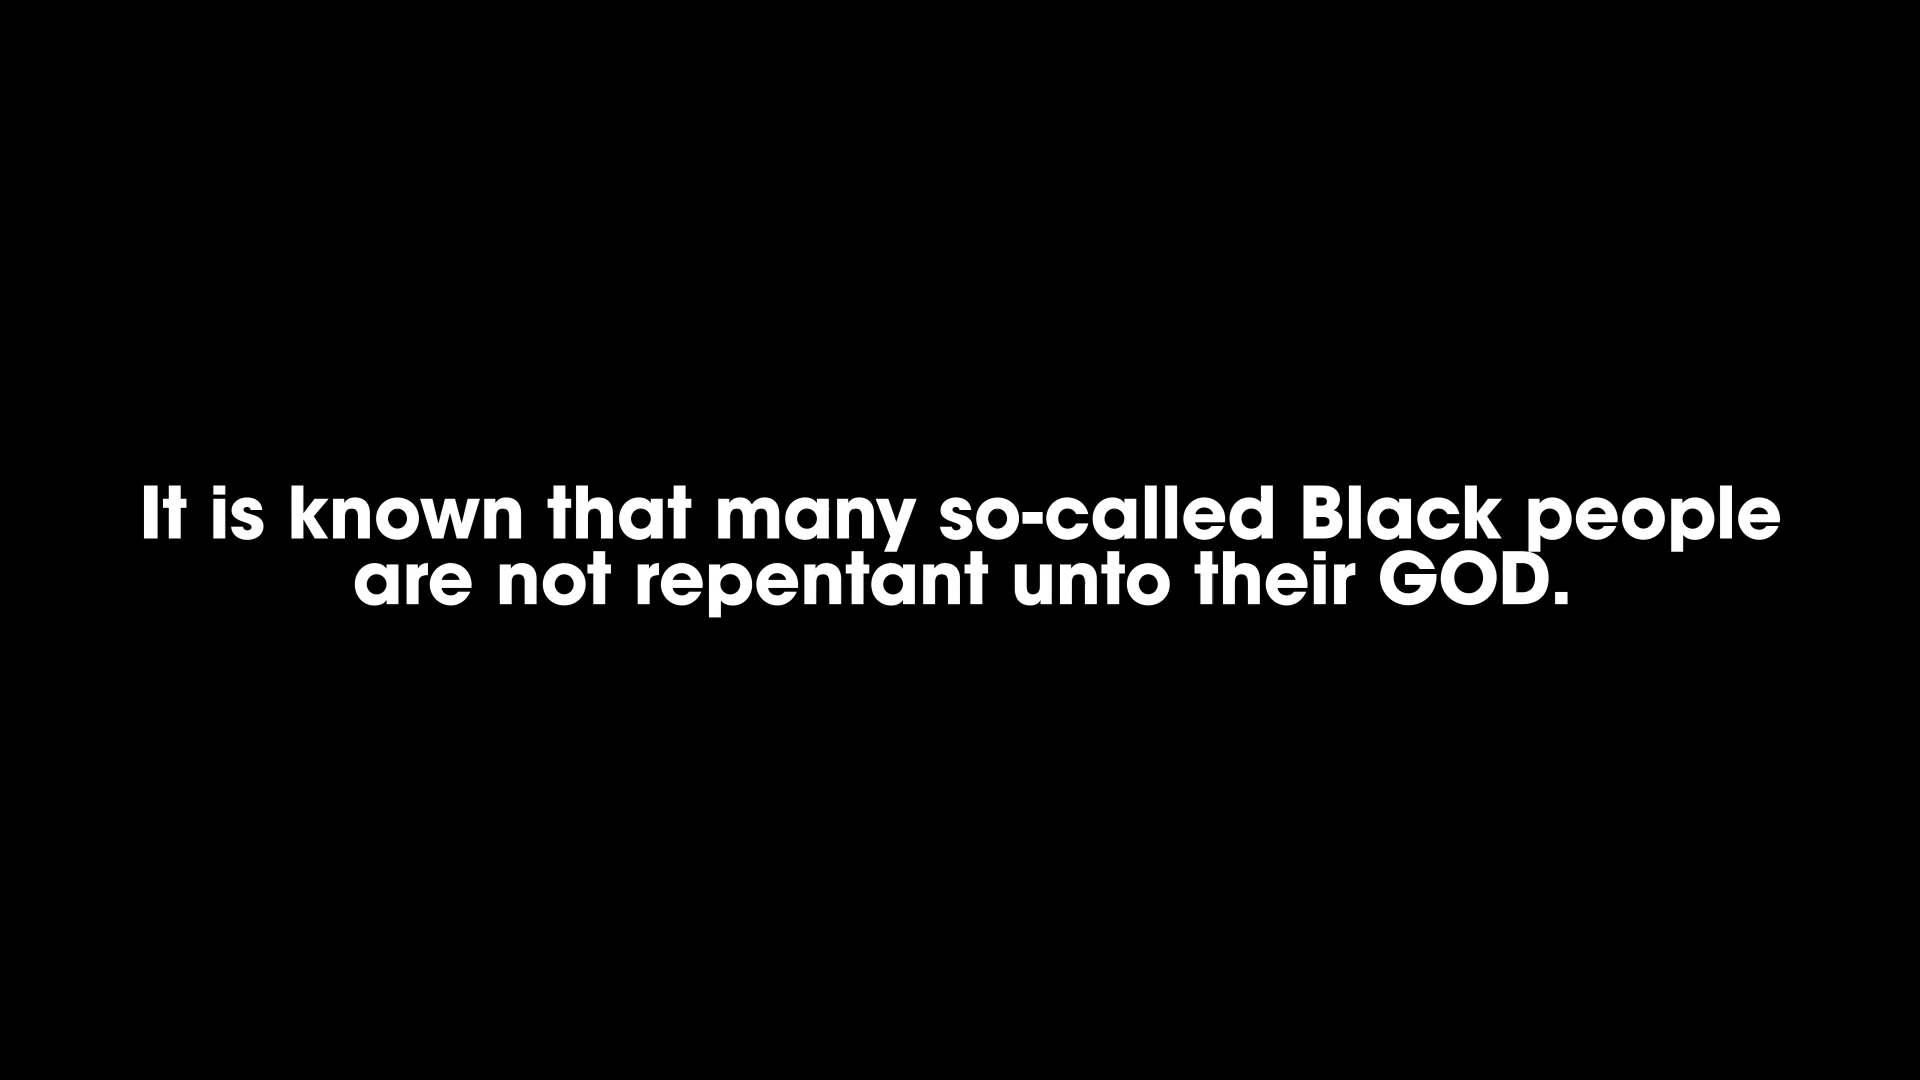 It is known that many so-called Black people
are not repentant unto their GOD.